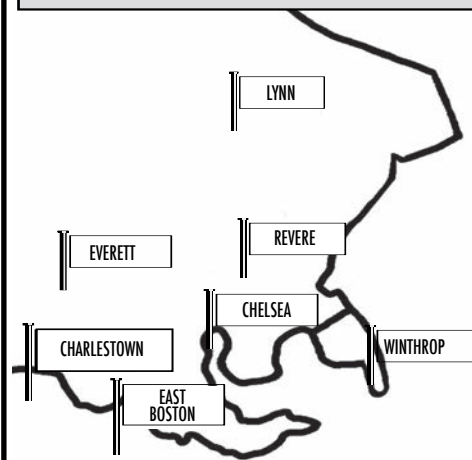 LYNN
REVERE
EVERETT
CHELSEA
CHARLESTOWN
WINTHROP
EAST
BOSTON